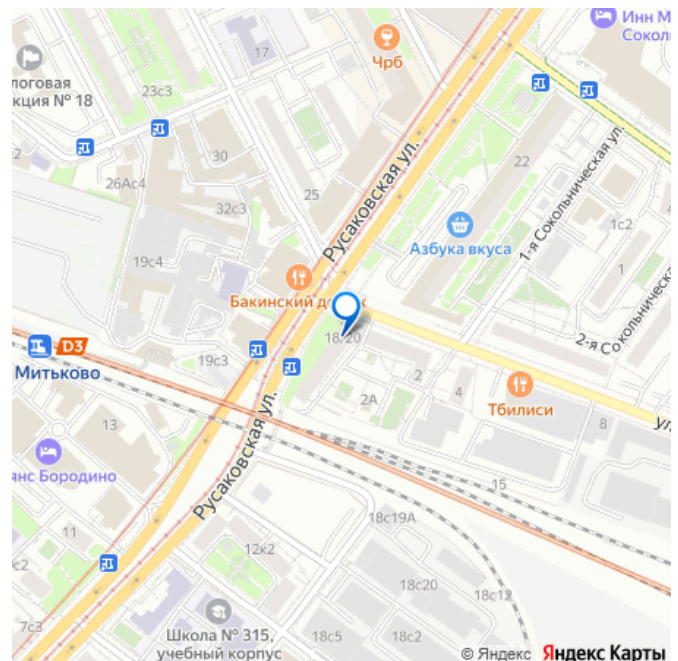 Инн М
Сокол
17
Чрб
логовая
кция № 18
23с3
2
30
26Ас4
25
32с3
22
Русаковская ул.
1-я Сокольническая ул.
1с2
Азбука вкуса
1
19с4
Бакинский до к
2-я Сокольническая
18/20
D3
Митьково
19с3
2
4
2А
Тбилиси
ул
8
13
янс Бородино
Русаковская ул.
15
11
18с19А
12к2
с2
18с20
18с12
7с3
Школа № 315,
учебный корпус
18с5
18с2
© Яндекс Яндекс Карты